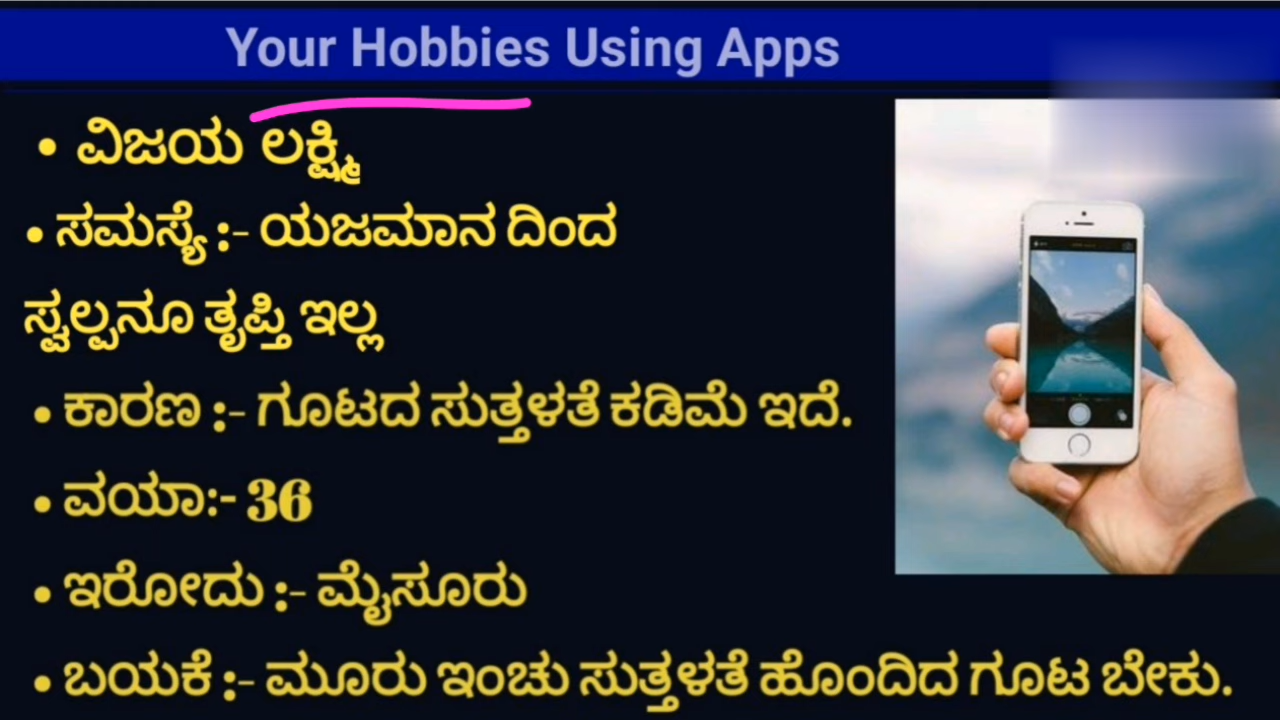 Your Hobbies Using Apps
• ವಿಜಯ ಲಕ್ಷ್ಮಿ
• ಸಮಸ್ಯೆ :- ಯಜಮಾನ ದಿಂದ
ಸ್ವಲ್ಪನೂ ತೃಪ್ತಿ ಇಲ್ಲ
• ಕಾರಣ :- ಗೂಟದ ಸುತ್ತಳತೆ ಕಡಿಮೆ ಇದೆ.
• ವಯಾ:- 36
• ಇರೋದು :- ಮೈಸೂರು
• ಬಯಕೆ :- ಮೂರು ಇಂಚು ಸುತ್ತಳತೆ ಹೊಂದಿದ ಗೂಟ ಬೇಕು.